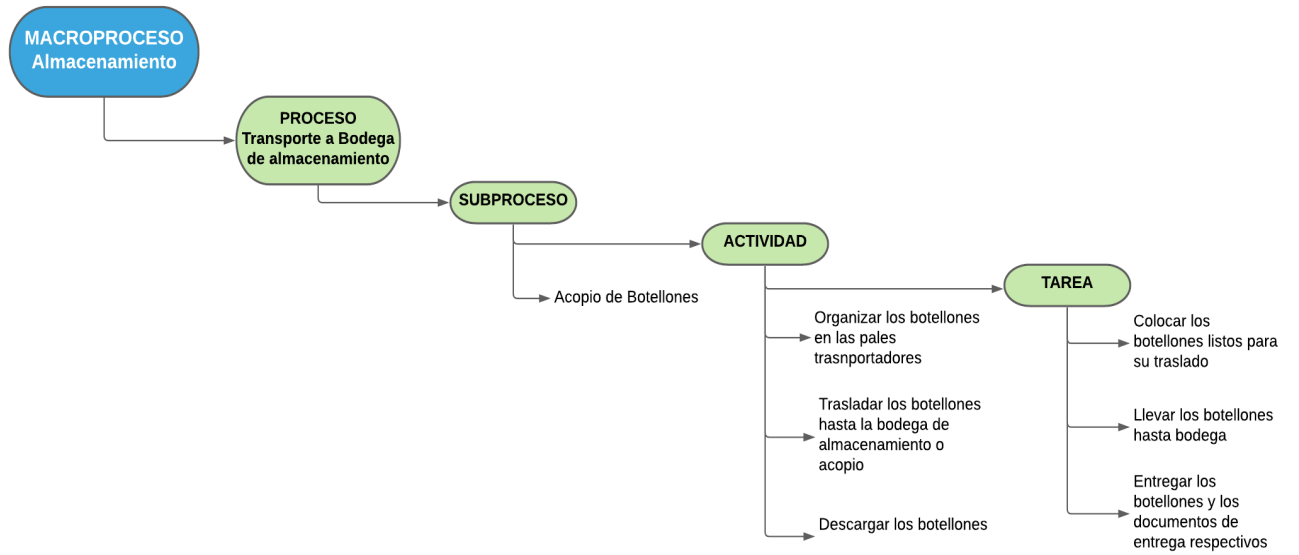 MACROPROCESO
Almacenamiento
PROCESO
Transporte a Bodega
de almacenamiento
SUBPROCESO
Acopio de Botellones
ACTIVIDAD
Organizar los botellones
en las pales
trasnportadores
Trasladar los botellones
hasta la bodega de
almacenamiento o
acopio
Descargar los botellones
TAREA
Colocar los
botellones listos para
su traslado
Llevar los botellones
hasta bodega
Entregar los
botellones y los
documentos de
entrega respectivos